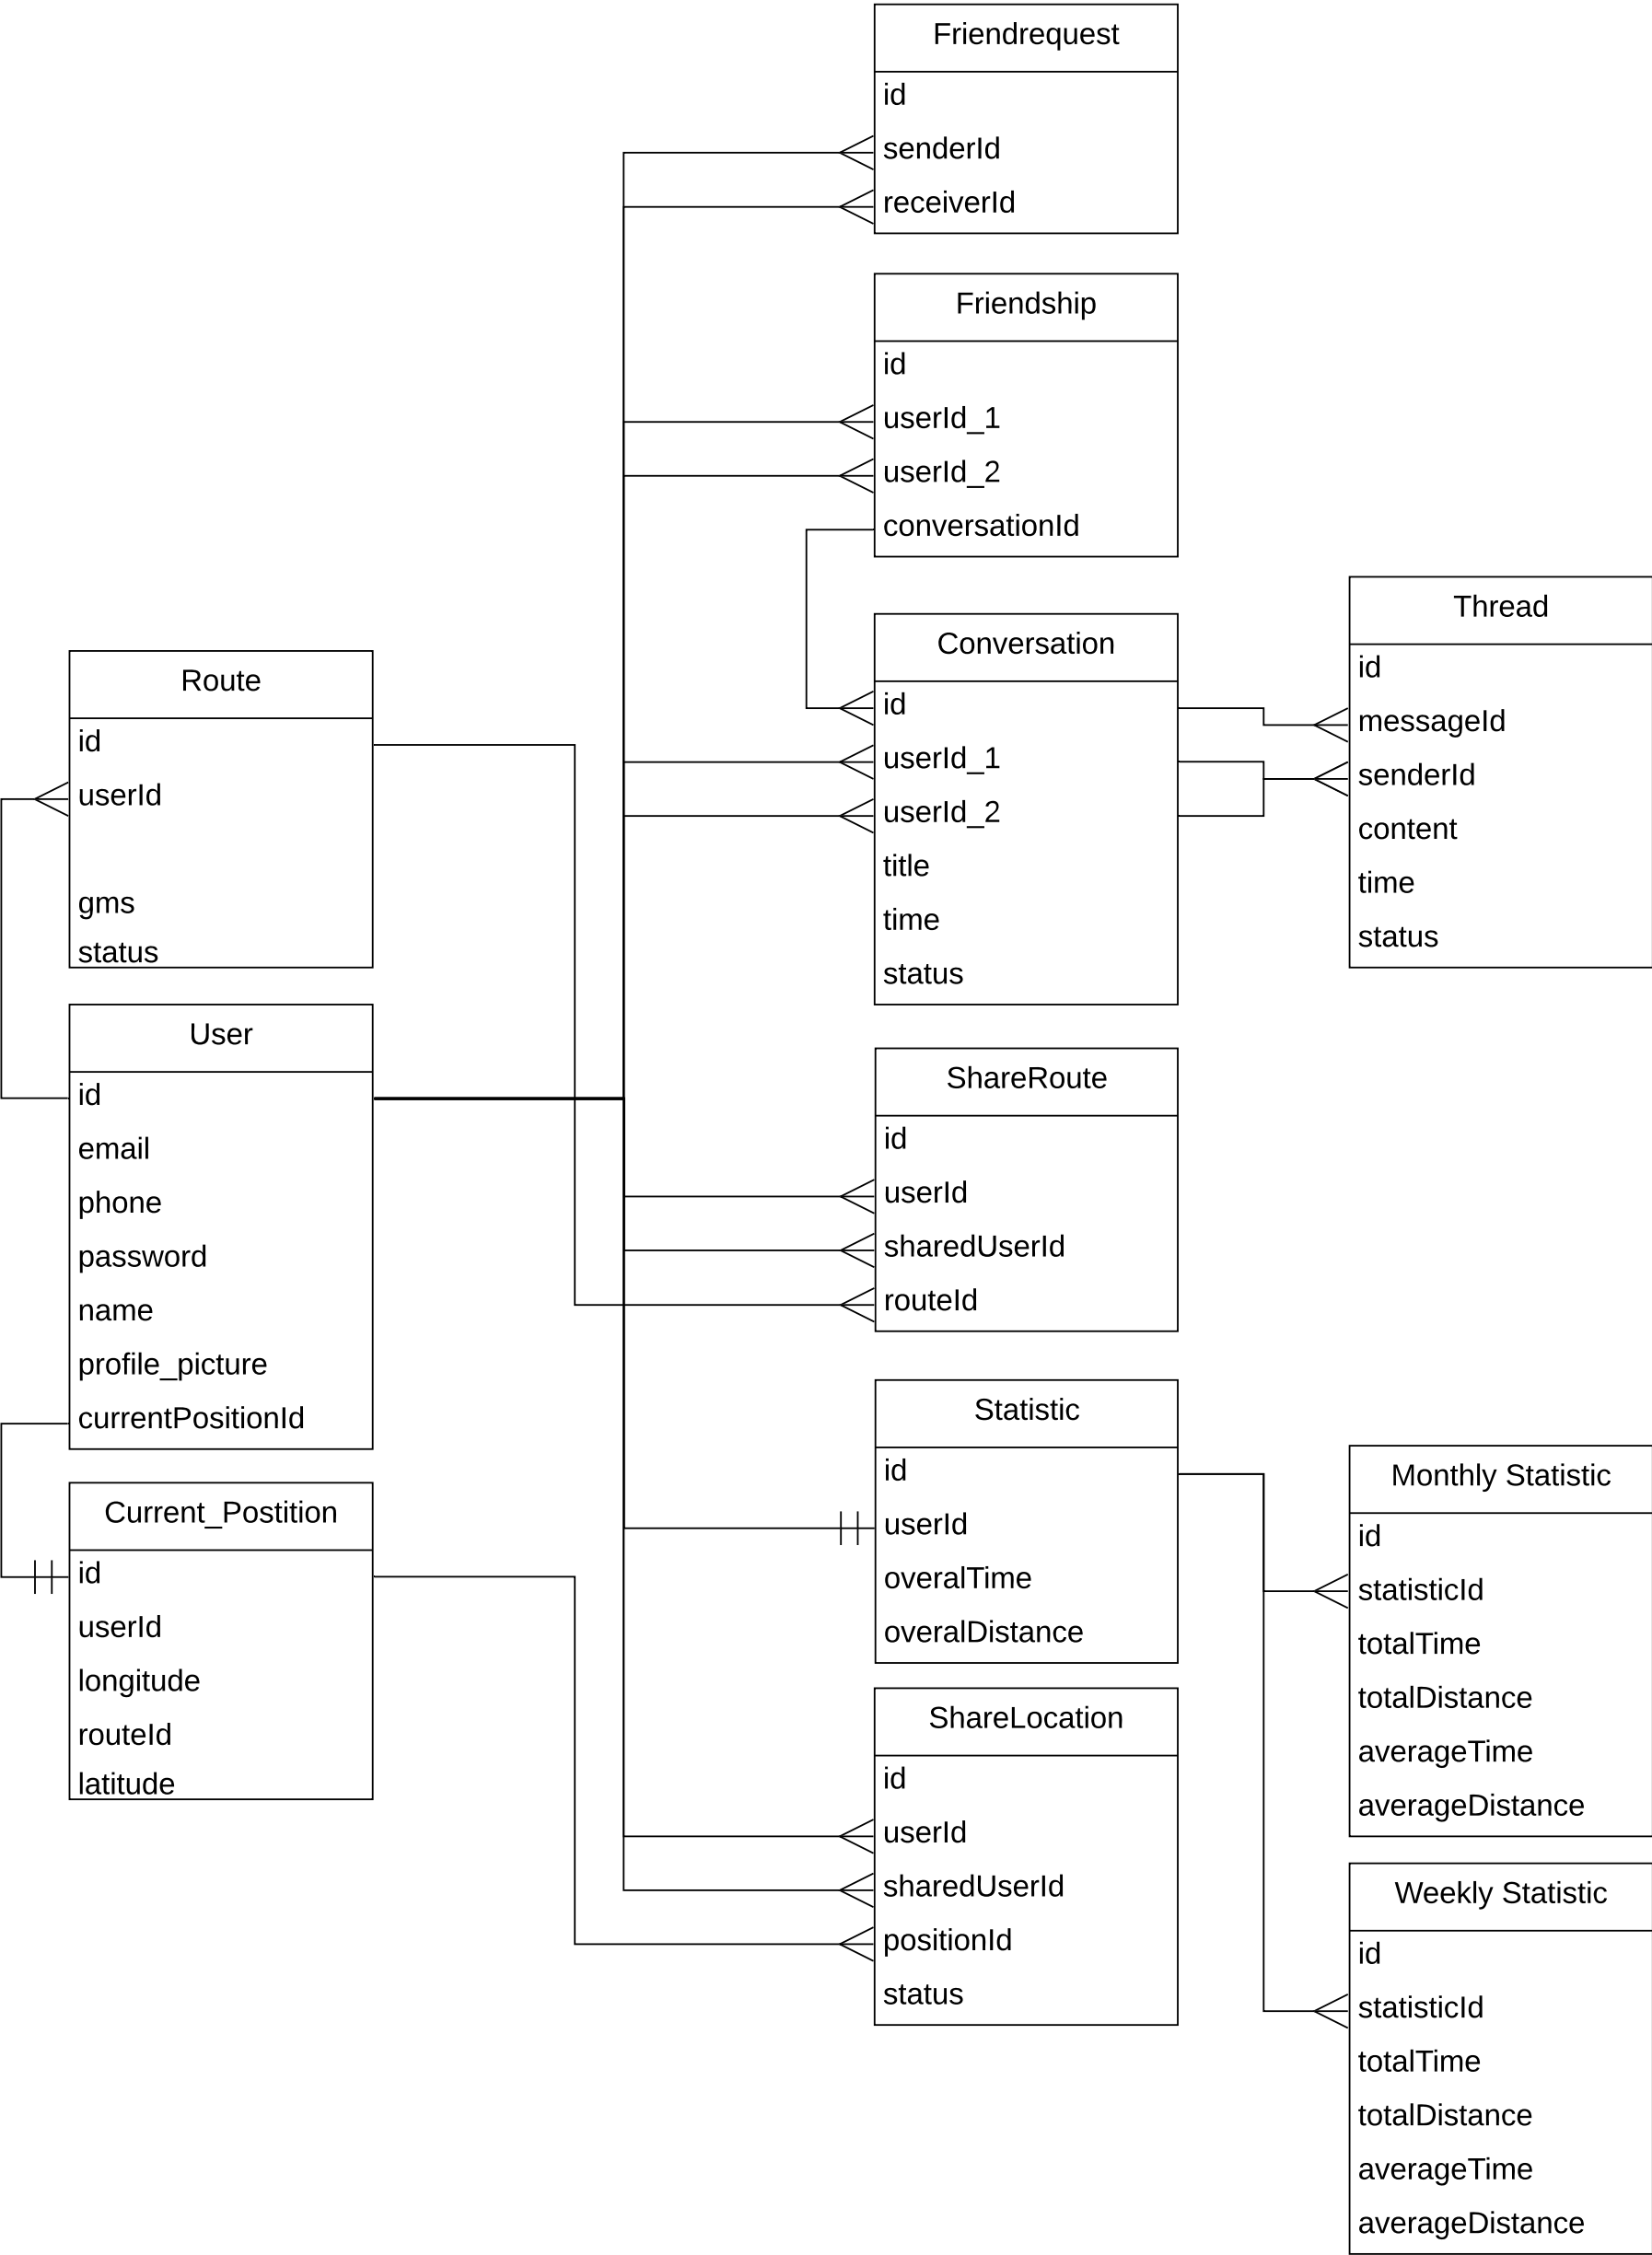 Friendrequest
id
senderId
receiverId
Friendship
id
userId_1
userId_2
conversationId
Conversation
id
userId_1
userId_2
title
time
status
Thread
id
messageId
senderId
content
time
status
Route
id
userId
gms
status
User
id
email
phone
password
name
profile_picture
currentPositionId
Current_Postition
id
userId
longitude
routeId
latitude
ShareRoute
id
userId
sharedUserId
routeId
Statistic
id
userId
overalTime
overalDistance
ShareLocation
id
userId
sharedUserId
positionId
status
Monthly Statistic
id
statisticId
totalTime
totalDistance
averageTime
averageDistance
Weekly Statistic
id
statisticId
totalTime
totalDistance
averageTime
averageDistance